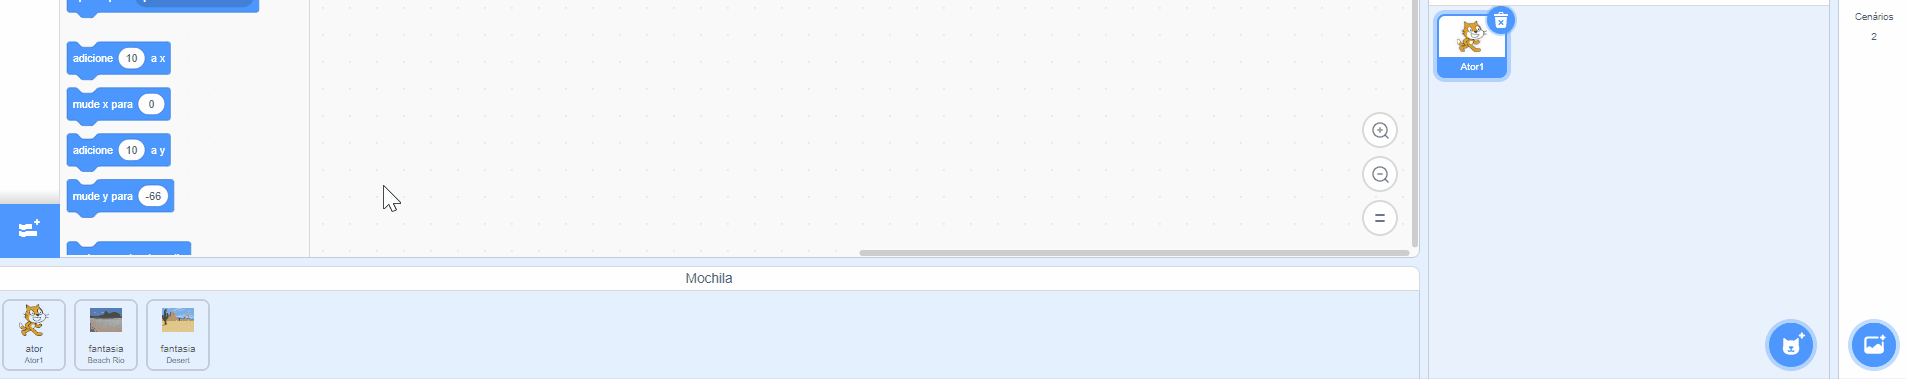 adicione 10 a x
mude x para 0
adicione 10 a y
mude y para -66
Ator1
Cenários
2
Mochila
ator
Ator1
fantasia
Beach Rio
fantasia
Desert